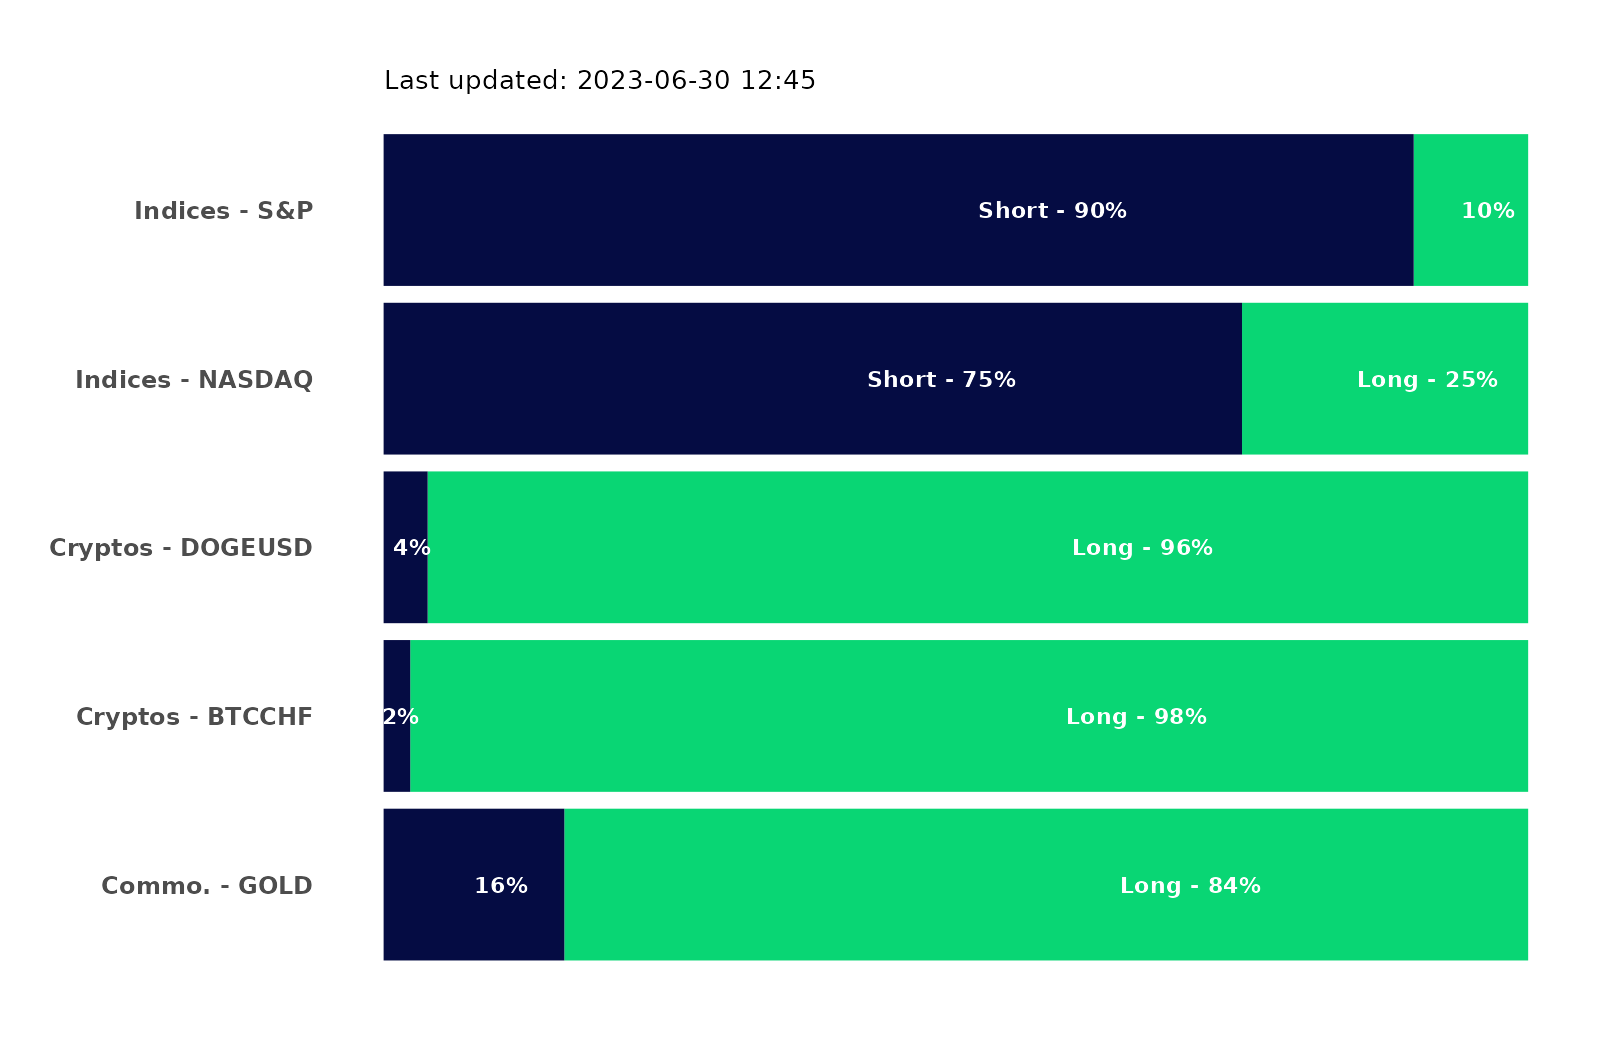 Last updated: 2023-06-30 12:45
Indices - S&P Short - 90% 10%
Indices - NASDAQ Short - 75% Long - 25%
Cryptos - DOGEUSD 4% Long - 96%
Cryptos - BTCCHF 2% Long - 98%
Commo. - GOLD 16% Long - 84%